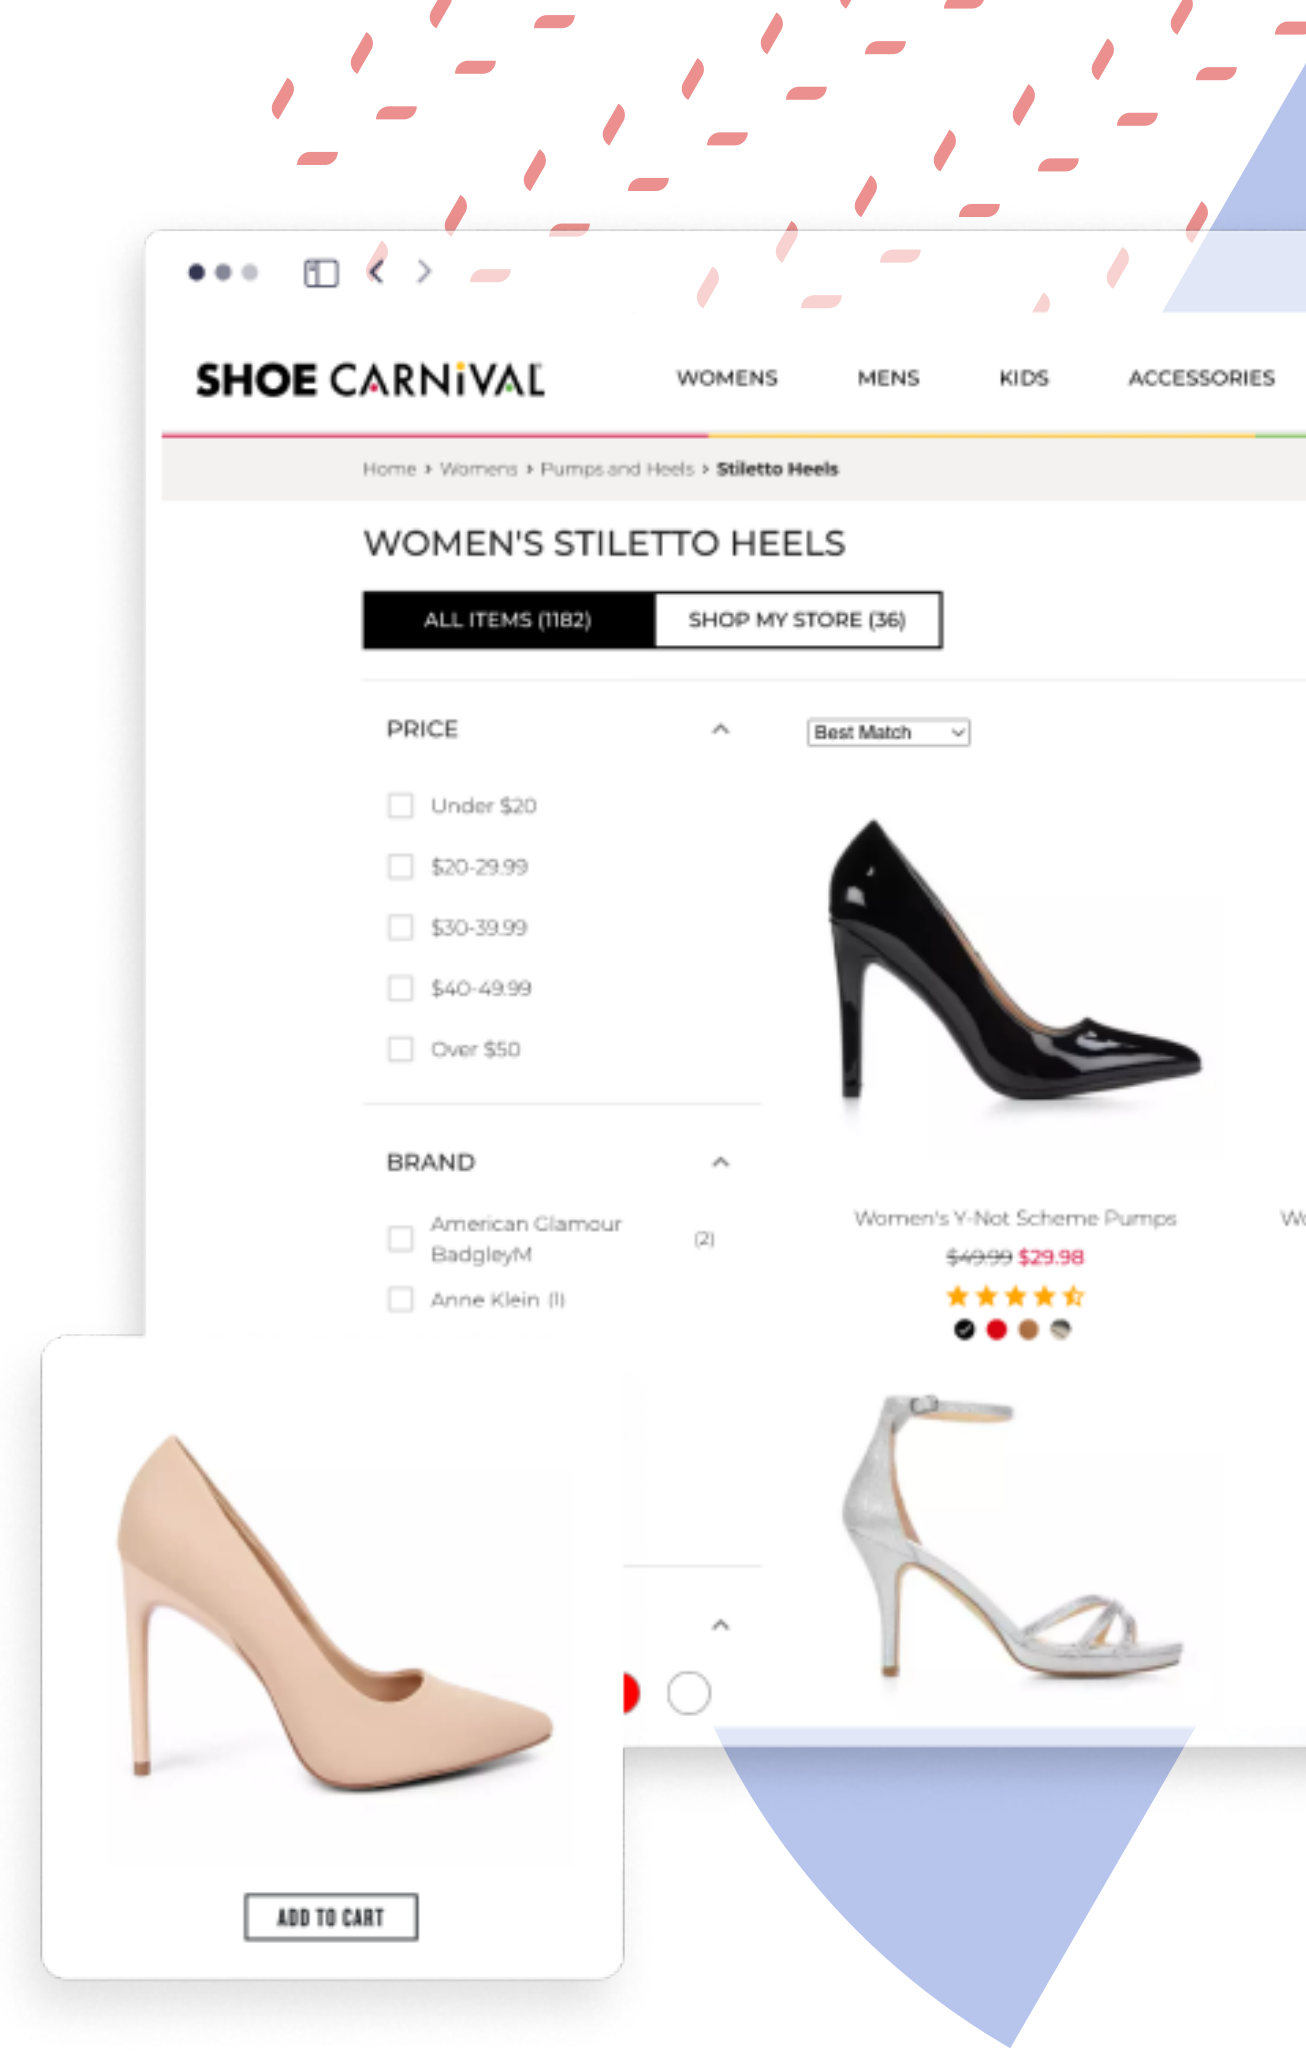 SHOE CARNiVAL
WOMENS
MENS
KIDS
ACCESSORIES
Home › Womens › Pumps and Heels › Stiletto Heels
WOMEN'S STILETTO HEELS
ALL ITEMS (1182)
SHOP MY STORE (36)
PRICE
Best Match
Under $20
$20-29.99
$30-39.99
$40-49.99
Over $50
BRAND
American Glamour
BadgleyM
(2)
Anne Klein (1)
Women's Y-Not Scheme Pumps
$49.99 $29.98
ADD TO CART